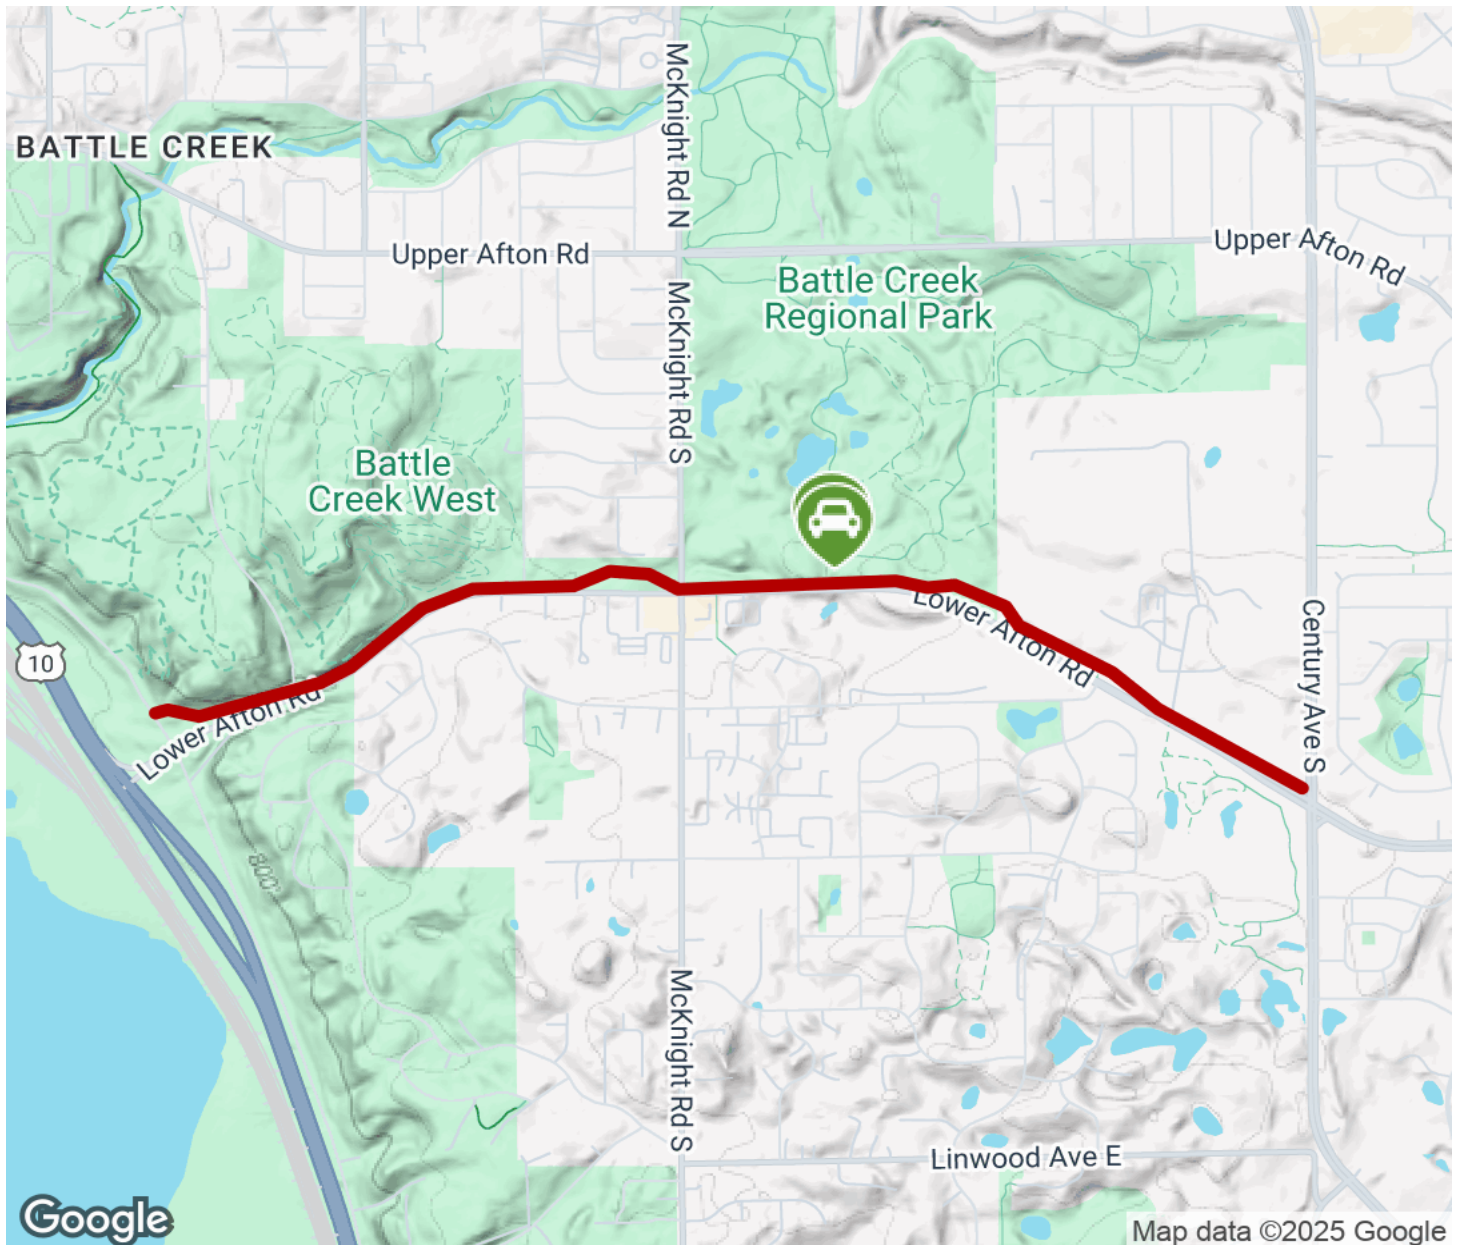 McKnight Rd N
BATTLE CREEK
Upper Afton Rd
Upper Afton Rd
Battle Creek
Regional Park
McKnight Rd S
Battle
Creek West
Lower Afton Rd
Century Ave S
10
Lower Afton Rd
800'
McKnight Rd S
Linwood Ave E
Google
Map data ©2025 Google